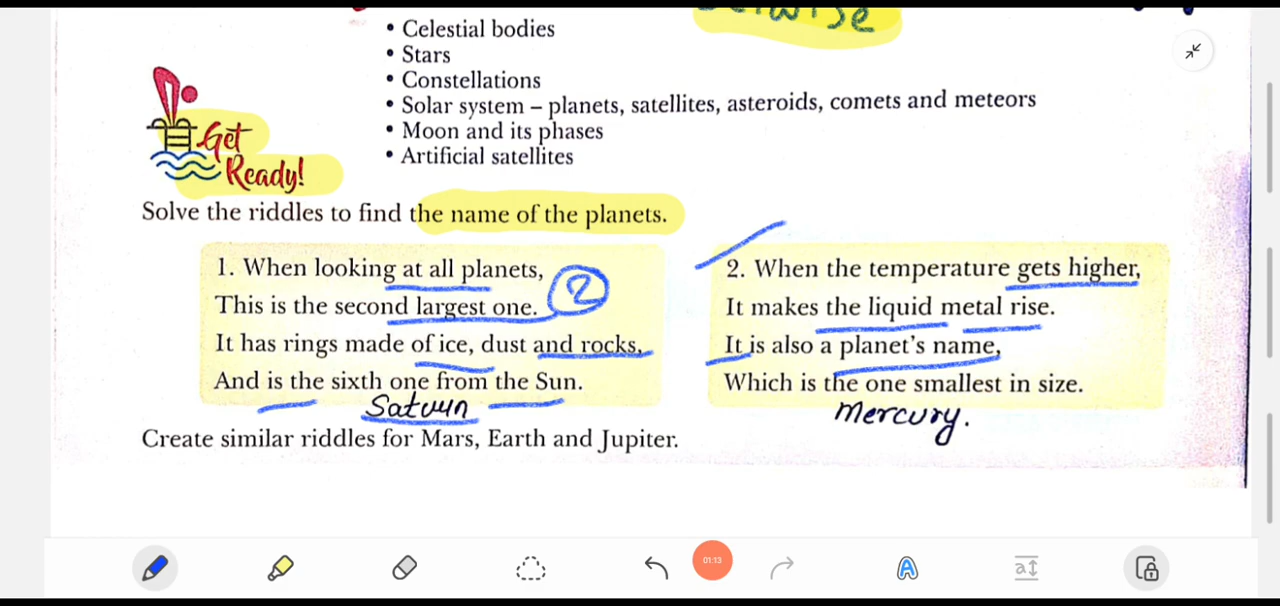 • Celestial bodies
• Stars
• Constellations
• Solar system – planets, satellites, asteroids, comets and meteors
• Moon and its phases
• Artificial satellites
Get
Ready!
Solve the riddles to find the name of the planets.
1. When looking at all planets,
This is the second largest one.
2
It has rings made of ice, dust and rocks,
And is the sixth one from the Sun.
Saturn
2. When the temperature gets higher,
It makes the liquid metal rise.
It is also a planet's name,
Which is the one smallest in size.
Mercury.
Create similar riddles for Mars, Earth and Jupiter.
01:13
A
a